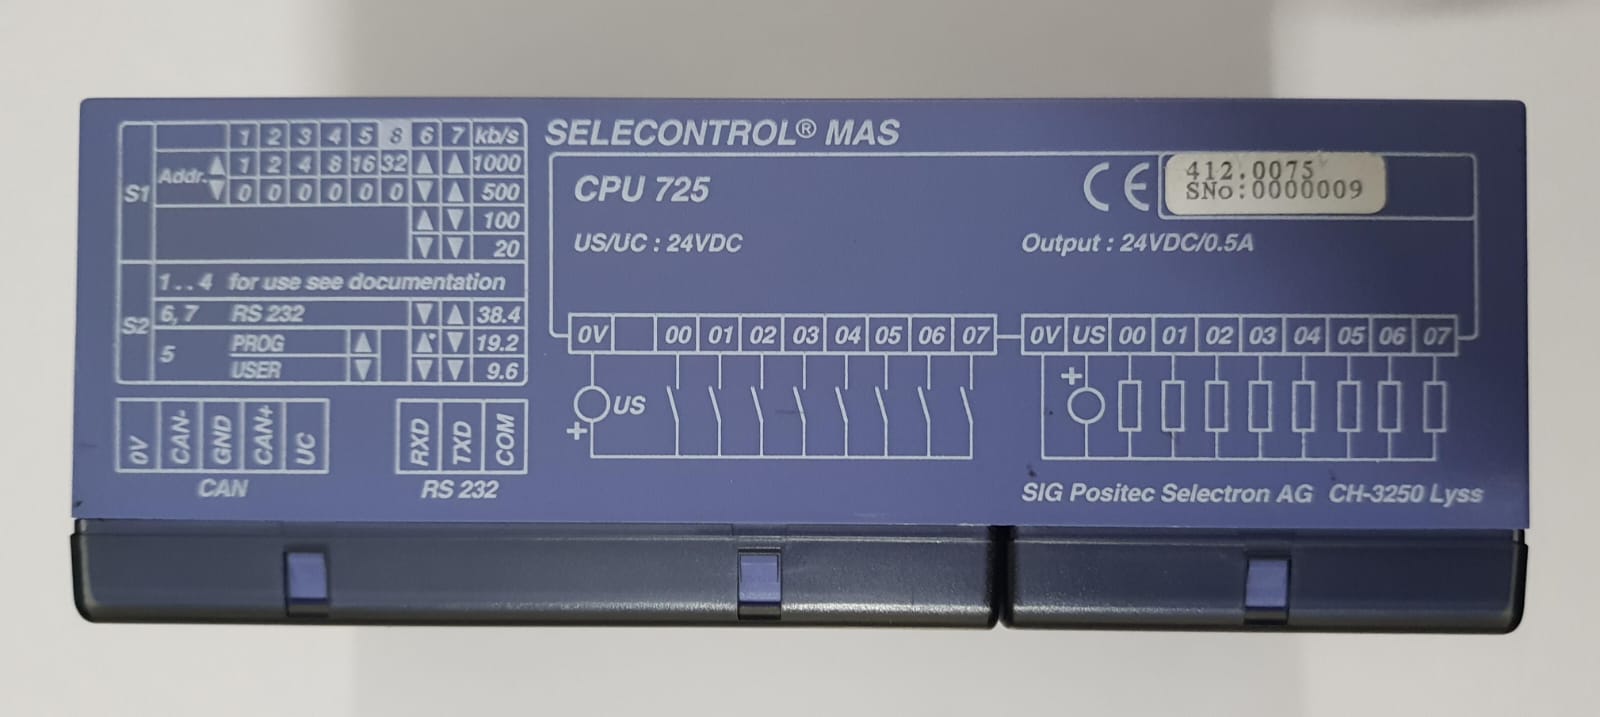 1 2 3 4 5 8 6 7 kb/s
S1 Addr. ▲ 1 2 4 8 16 32 ▲ ▲ 1000
▼ 0 0 0 0 0 0 ▼ ▲ 500
▲ ▼ 100
▼ ▼ 20
S2 1..4 for use see documentation
6, 7 RS 232 ▼ ▲ 38.4
5 PROG ▲ ▲* ▼ 19.2
USER ▼ ▼ ▼ 9.6
0V CAN- GND CAN+ UC
CAN
RXD TXD COM
RS 232
SELECONTROL® MAS
CPU 725
CE
412.0075
SNo:0000009
US/UC : 24VDC
Output : 24VDC/0.5A
0V 00 01 02 03 04 05 06 07
0V US 00 01 02 03 04 05 06 07
US
+
+
SIG Positec Selectron AG CH-3250 Lyss